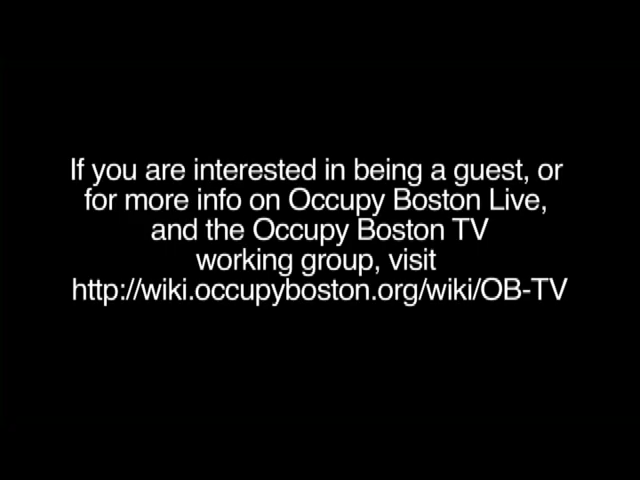 If you are interested in being a guest, or
for more info on Occupy Boston Live,
and the Occupy Boston TV
working group, visit
http://wiki.occupyboston.org/wiki/OB-TV